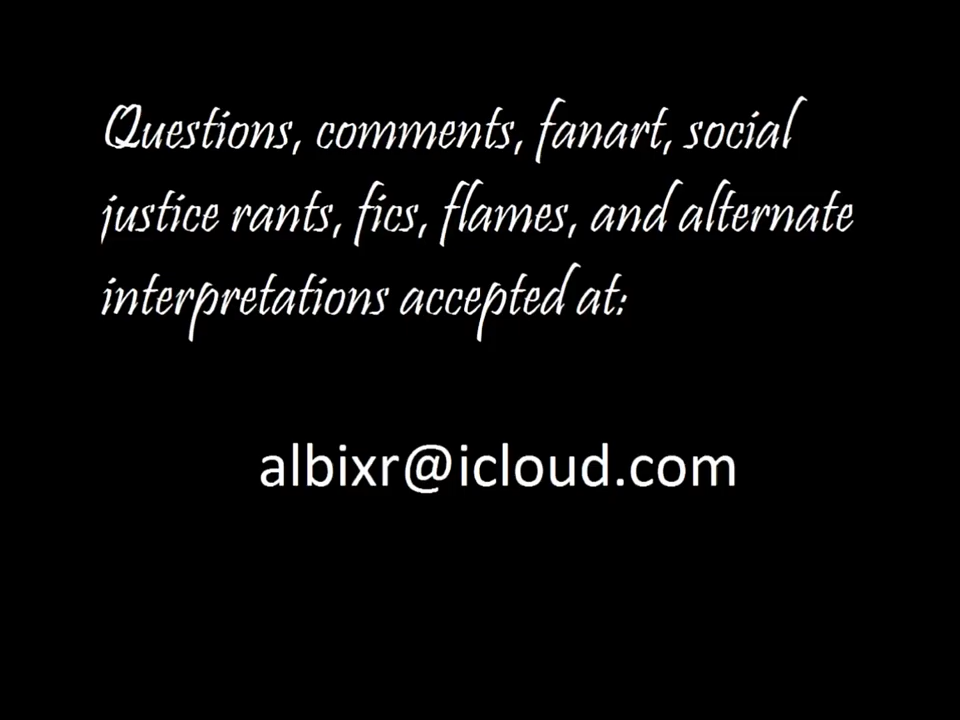 Questions, comments, fanart, social
justice rants, fics, flames, and alternate
interpretations accepted at:
albixr@icloud.com